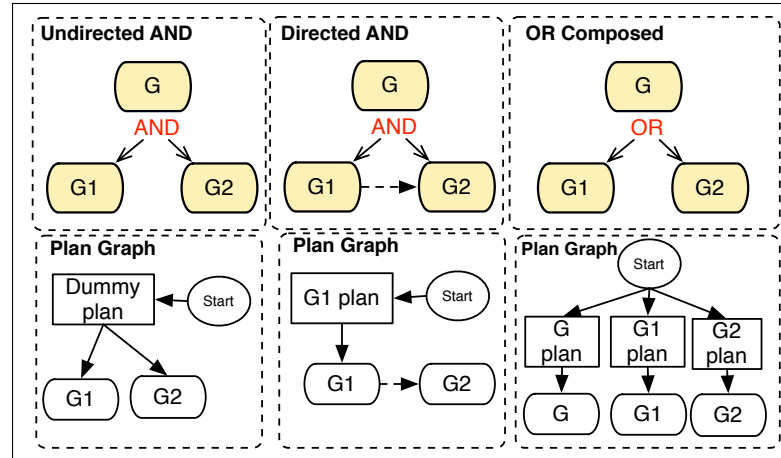 Undirected AND
G
AND
G1
G2
Directed AND
G
AND
G1
G2
OR Composed
G
OR
G1
G2
Plan Graph
Dummy
plan
Start
G1
G2
Plan Graph
G1 plan
Start
G1
G2
Plan Graph
Start
G
plan
G1
plan
G2
plan
G
G1
G2